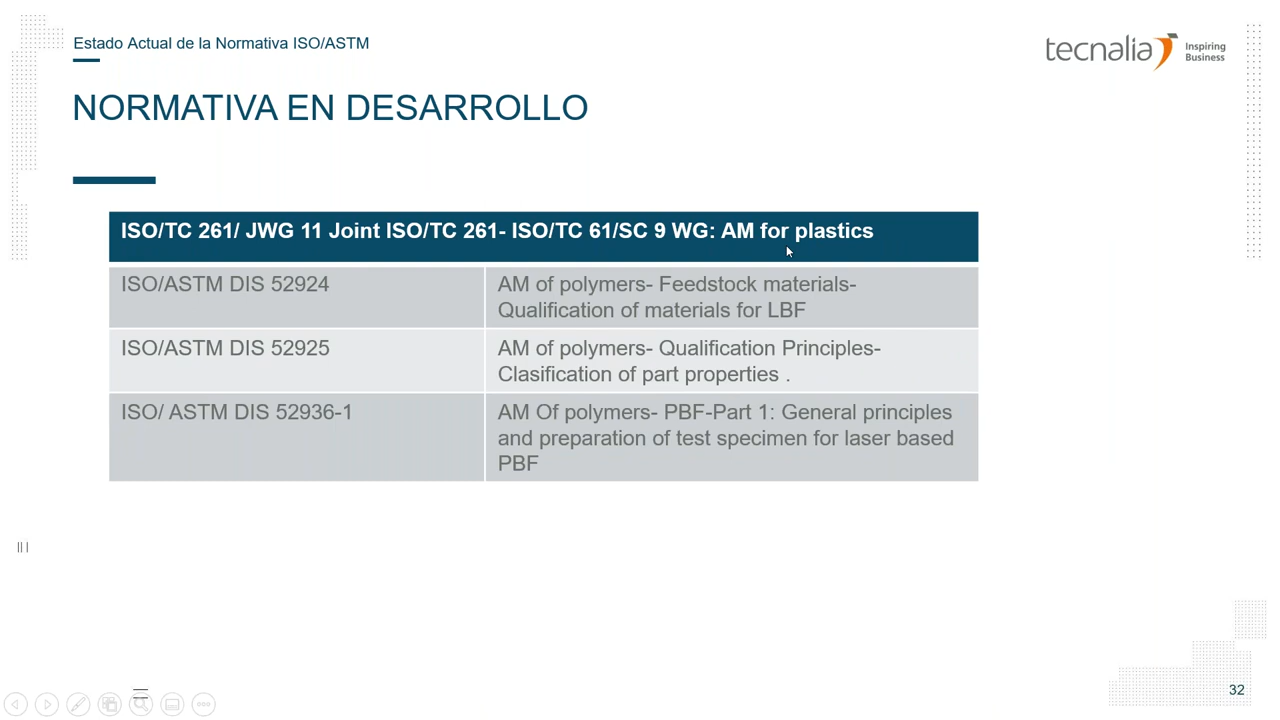 Estado Actual de la Normativa ISO/ASTM
tecnalia Inspiring
Business
NORMATIVA EN DESARROLLO
ISO/TC 261/ JWG 11 Joint ISO/TC 261- ISO/TC 61/SC 9 WG: AM for plastics
ISO/ASTM DIS 52924
AM of polymers- Feedstock materials-
Qualification of materials for LBF
ISO/ASTM DIS 52925
AM of polymers- Qualification Principles-
Clasification of part properties .
ISO/ ASTM DIS 52936-1
AM Of polymers- PBF-Part 1: General principles
and preparation of test specimen for laser based
PBF
32